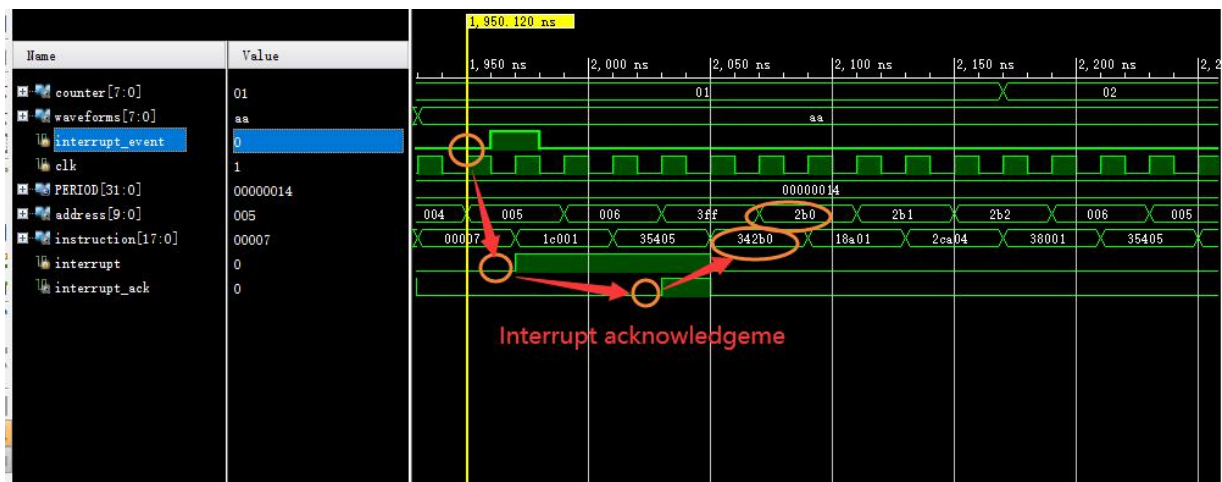 1,950.120 ns
Name Value
1,950 ns 2,000 ns 2,050 ns 2,100 ns 2,150 ns 2,200 ns 2,2
counter[7:0] 01 01 02
waveforms[7:0] aa aa
interrupt_event 0
clk 1
PERIOD[31:0] 00000014 00000014
address[9:0] 005 004 005 006 3ff 2b0 2b1 2b2 006 005
instruction[17:0] 00007 00007 1c001 35405 342b0 18a01 2ca04 38001 35405
interrupt 0
interrupt_ack 0
Interrupt acknowledgeme